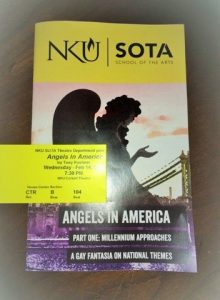 NKU SOTA
SCHOOL OF THE ARTS
NKU SOTA Theatre Department
Angels in America
by Tony Kushner
Wednesday - Feb 14,
7:30 PM
CTR B 104
ANGELS IN AMERICA
PART ONE: MILLENNIUM APPROACHES
A GAY FANTASIA ON NATIONAL THEMES